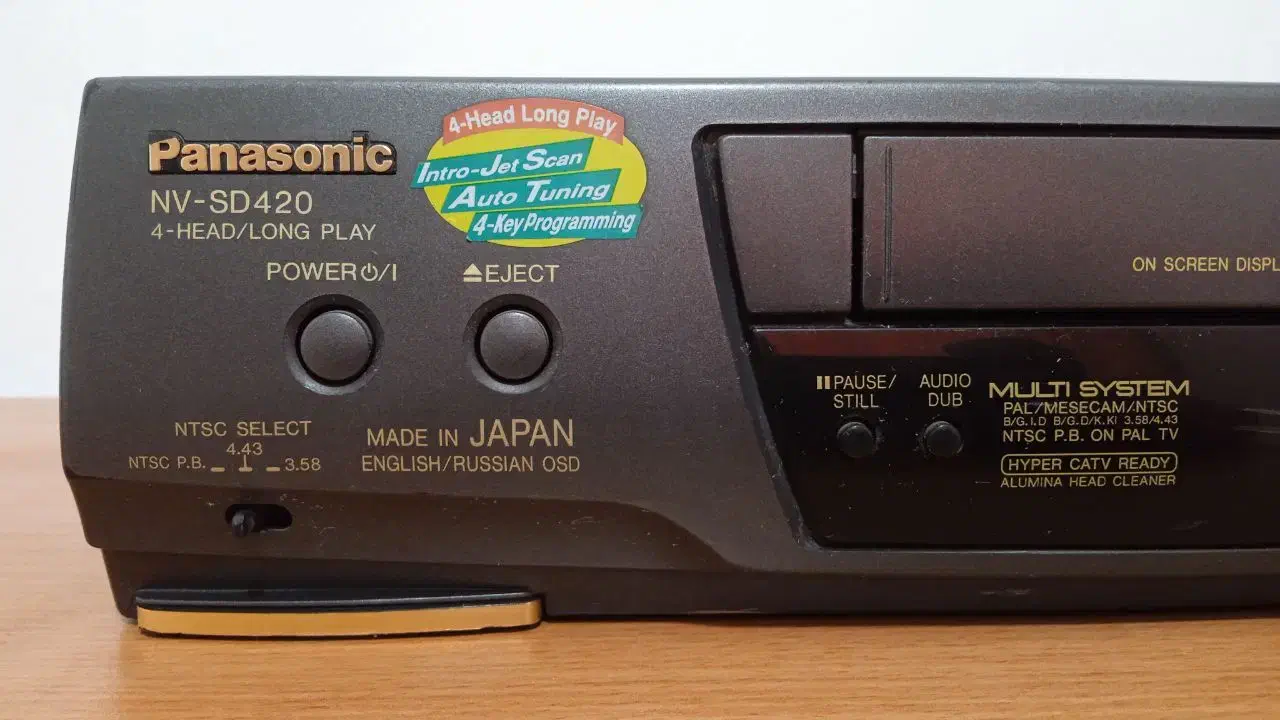 Panasonic
NV-SD420
4-HEAD/LONG PLAY
4-Head Long Play
Intro-Jet Scan
Auto Tuning
4-Key Programming
POWER ⏻/I
⏏EJECT
NTSC SELECT
4.43
NTSC P.B.
3.58
MADE IN JAPAN
ENGLISH/RUSSIAN OSD
ON SCREEN DISPL
⏸PAUSE/
STILL
AUDIO
DUB
MULTI SYSTEM
PAL/MESECAM/NTSC
B/G.I.D B/G.D/K.KI 3.58/4.43
NTSC P.B. ON PAL TV
HYPER CATV READY
ALUMINA HEAD CLEANER